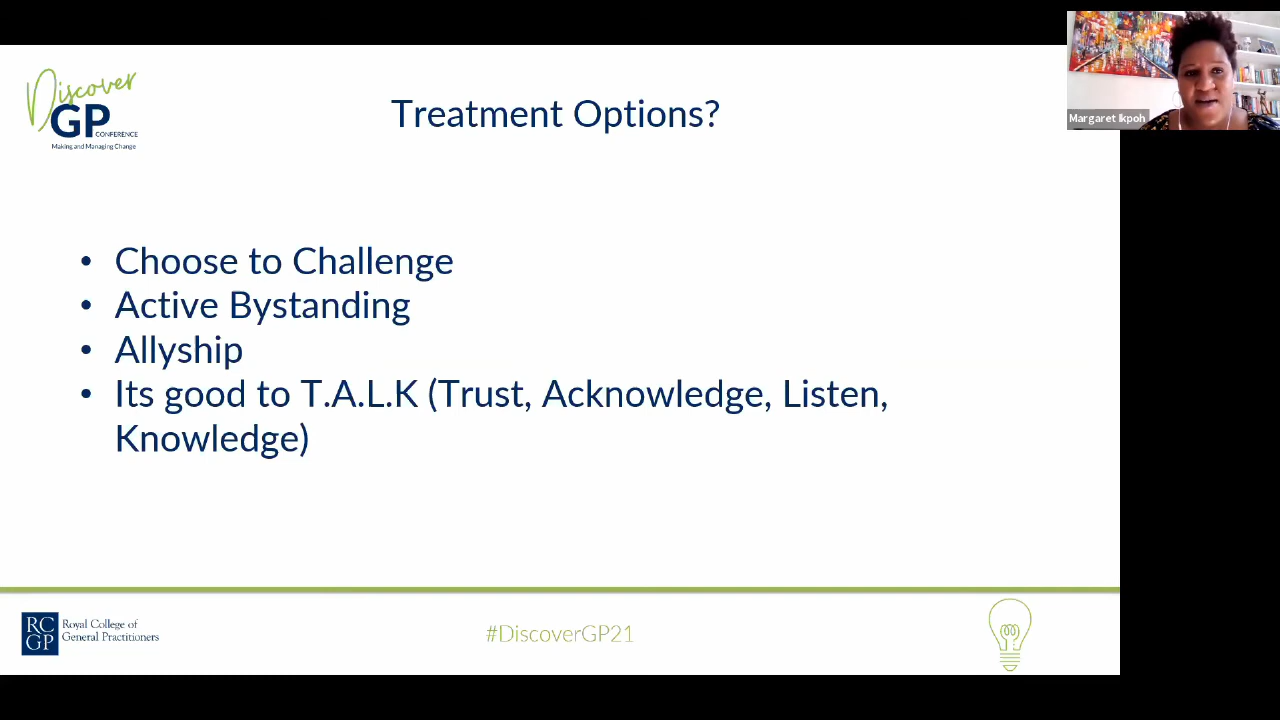 Discover
GP CONFERENCE
Making and Managing Change
Treatment Options?
Margaret Ikpoh
• Choose to Challenge
• Active Bystanding
• Allyship
• Its good to T.A.L.K (Trust, Acknowledge, Listen,
Knowledge)
RC
GP
Royal College of
General Practitioners
#DiscoverGP21